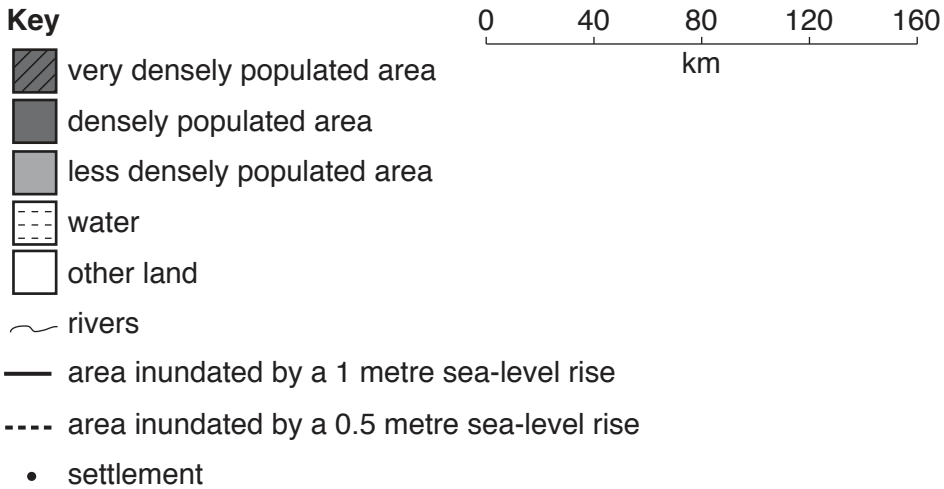 Key
0 40 80 120 160
km
very densely populated area
densely populated area
less densely populated area
water
other land
rivers
area inundated by a 1 metre sea-level rise
area inundated by a 0.5 metre sea-level rise
settlement